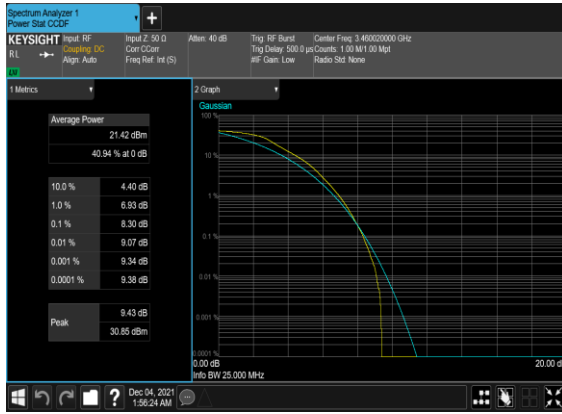 Spectrum Analyzer 1
Power Stat CCDF
+
KEYSIGHT
RL
Input: RF
Coupling: DC
Align: Auto
Input Z: 50 Ω
Corr CCorr
Freq Ref: Int (S)
Atten: 40 dB
Trig: RF Burst
Trig Delay: 500.0 µs
#IF Gain: Low
Center Freq: 3.460020000 GHz
Counts: 1.00 M/1.00 Mpt
Radio Std: None
1 Metrics
Average Power
21.42 dBm
40.94 % at 0 dB
10.0 % 4.40 dB
1.0 % 6.93 dB
0.1 % 8.30 dB
0.01 % 9.07 dB
0.001 % 9.34 dB
0.0001 % 9.38 dB
Peak
9.43 dB
30.85 dBm
2 Graph
Gaussian
100 %
10 %
1 %
0.1 %
0.01 %
0.001 %
0.0001 %
0.00 dB
20.00 dB
Info BW 25.000 MHz
?
Dec 04, 2021
1:56:24 AM